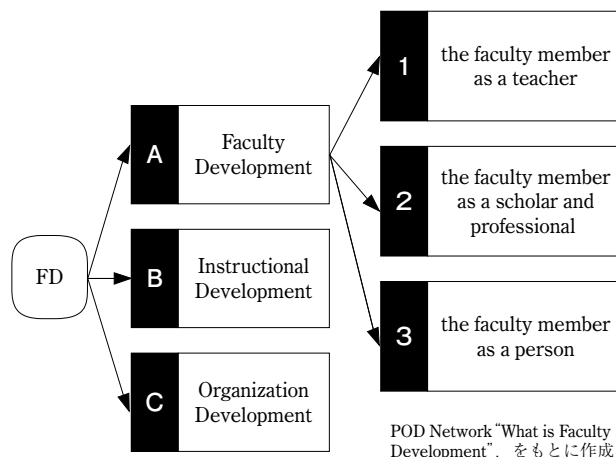 FD
A
Faculty
Development
B
Instructional
Development
C
Organization
Development
1
the faculty member
as a teacher
2
the faculty member
as a scholar and
professional
3
the faculty member
as a person
POD Network “What is Faculty
Development”, をもとに作成